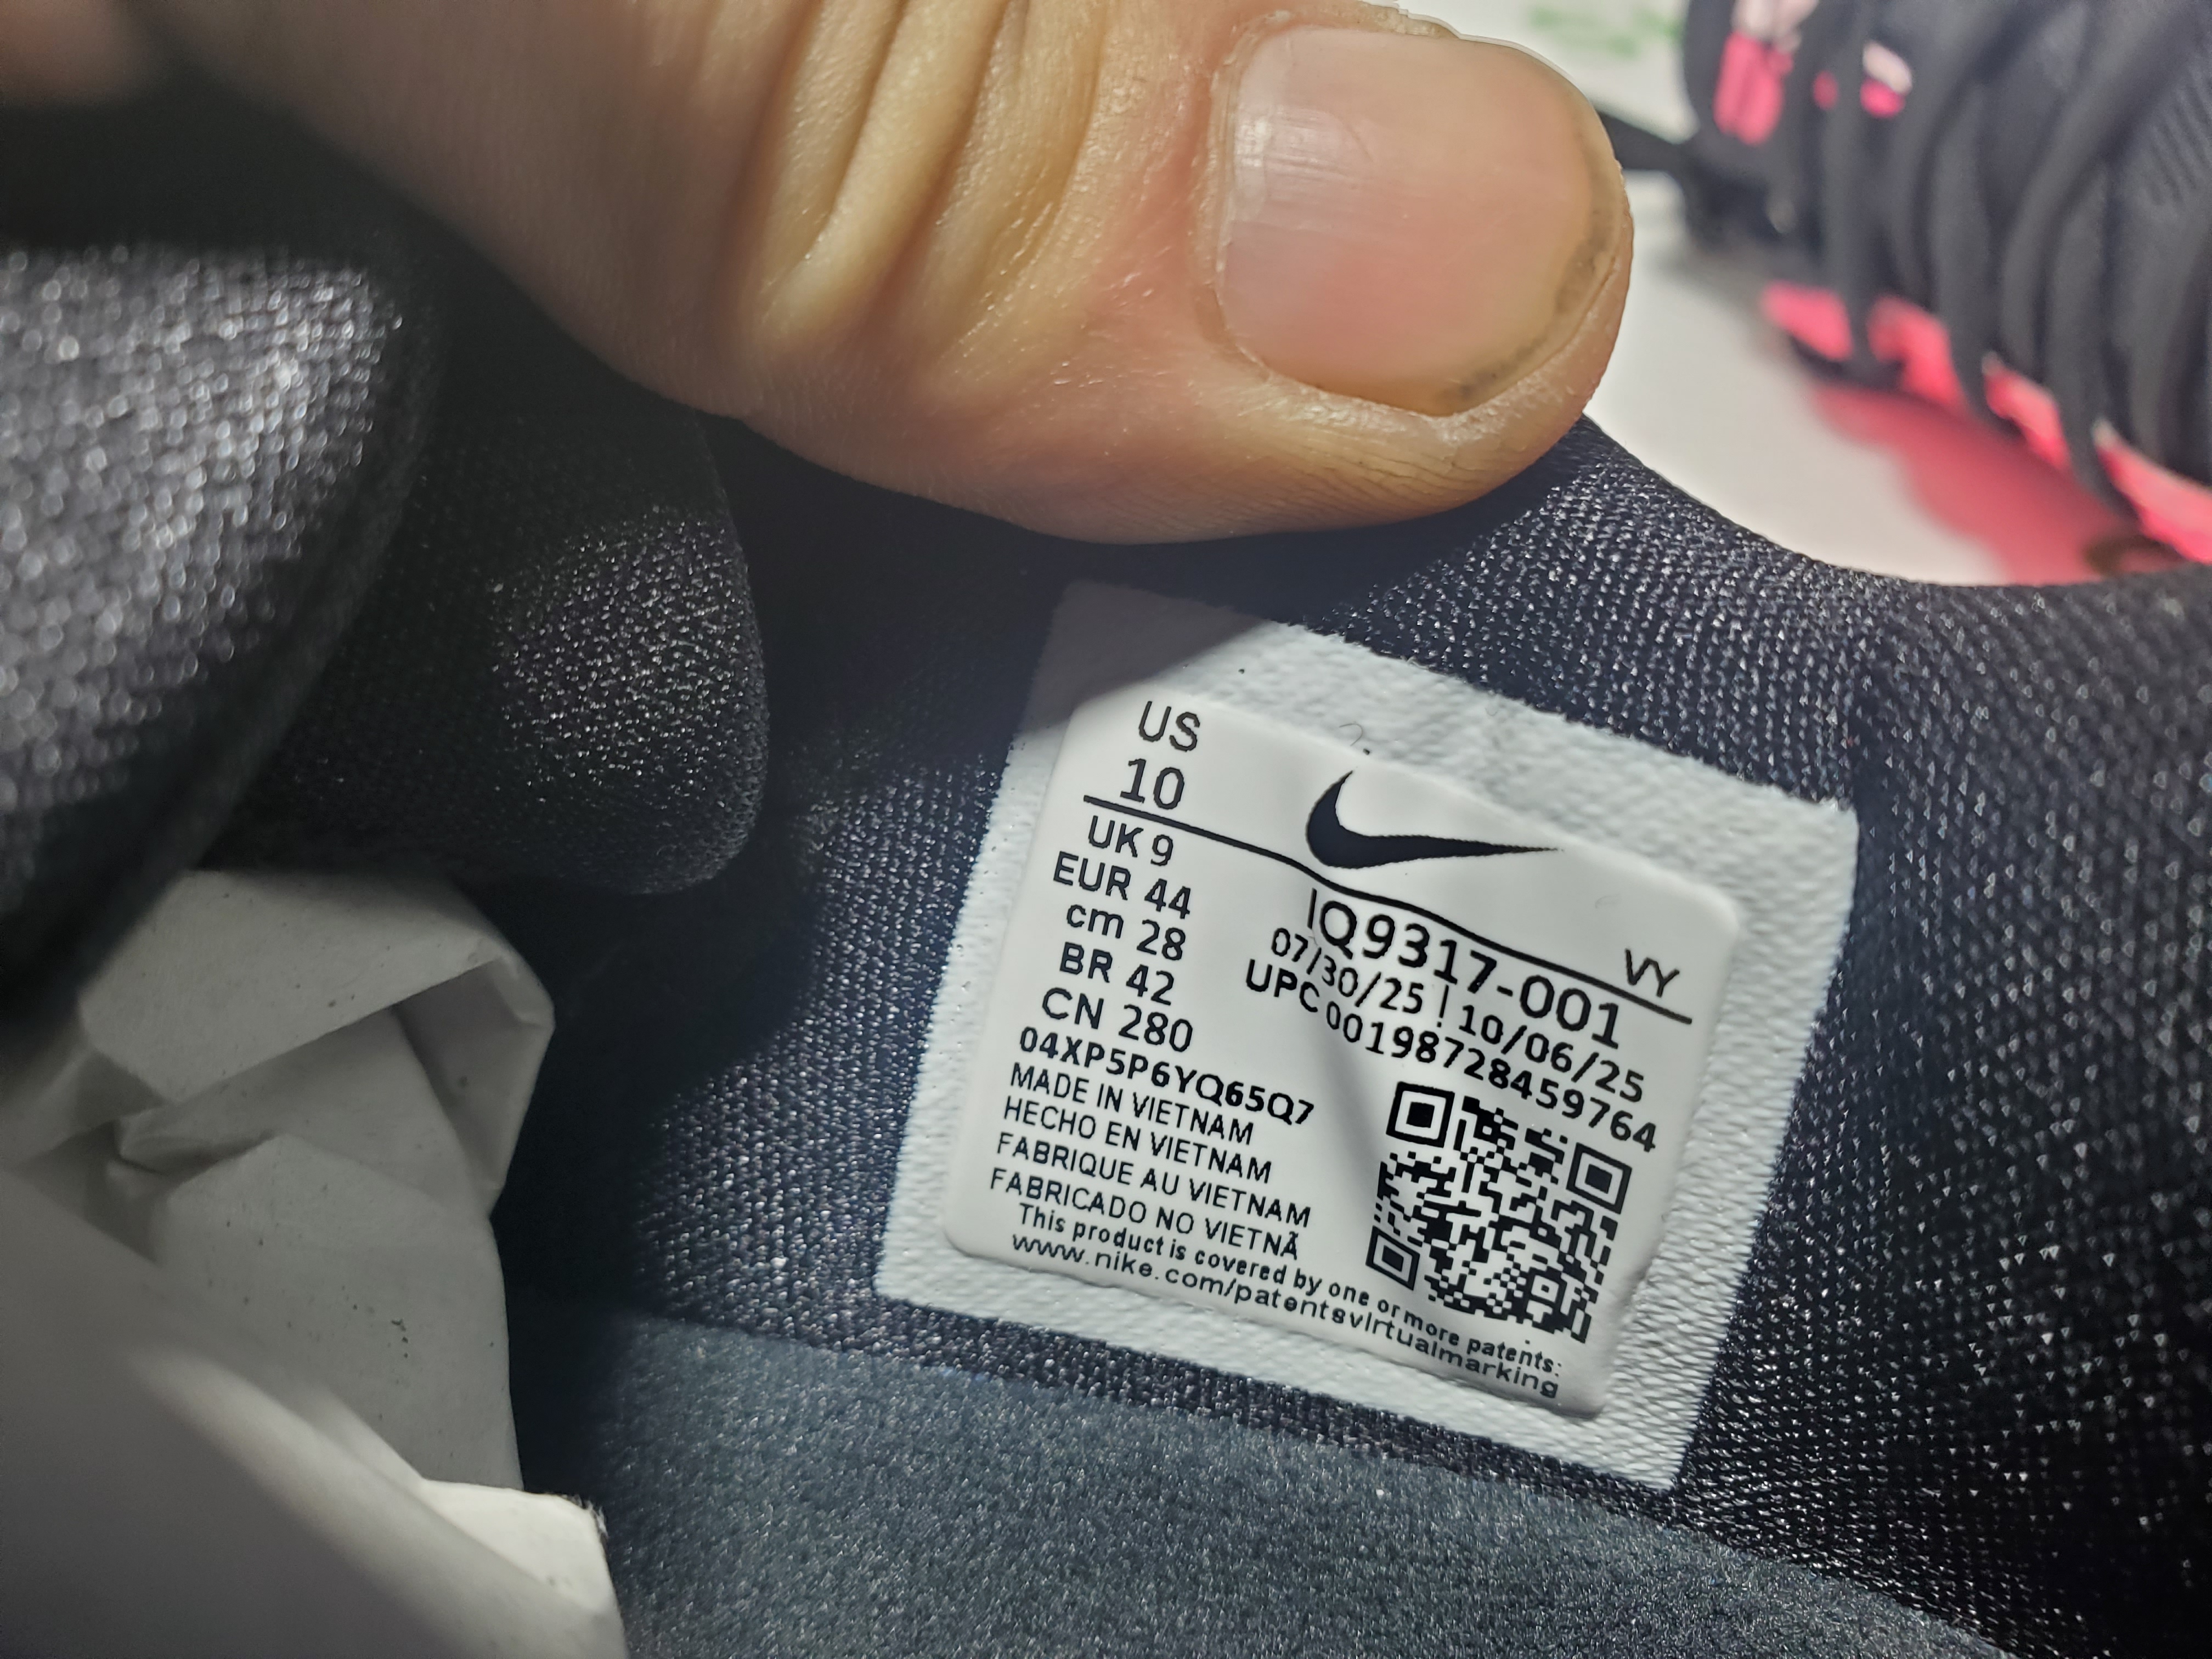 US
10
UK 9
EUR 44
cm 28
BR 42
CN 280
VY
IQ9317-001
07/30/25 | 10/06/25
UPC 00198728459764
04XP5P6YQ65Q7
MADE IN VIETNAM
HECHO EN VIETNAM
FABRIQUE AU VIETNAM
FABRICADO NO VIETNÃ
This product is covered by one or more patents:
www.nike.com/patentsvirtualmarking